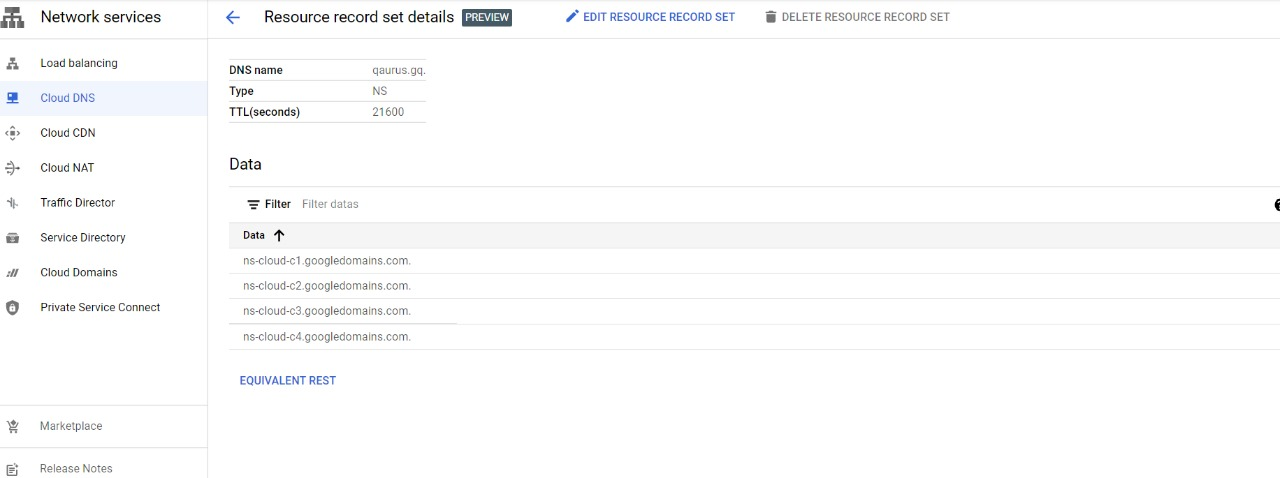 Network services
Resource record set details PREVIEW
EDIT RESOURCE RECORD SET
DELETE RESOURCE RECORD SET
Load balancing
Cloud DNS
Cloud CDN
Cloud NAT
Traffic Director
Service Directory
Cloud Domains
Private Service Connect
Marketplace
Release Notes
DNS name qaurus.gq.
Type NS
TTL(seconds) 21600
Data
Filter Filter datas
Data
ns-cloud-c1.googledomains.com.
ns-cloud-c2.googledomains.com.
ns-cloud-c3.googledomains.com.
ns-cloud-c4.googledomains.com.
EQUIVALENT REST